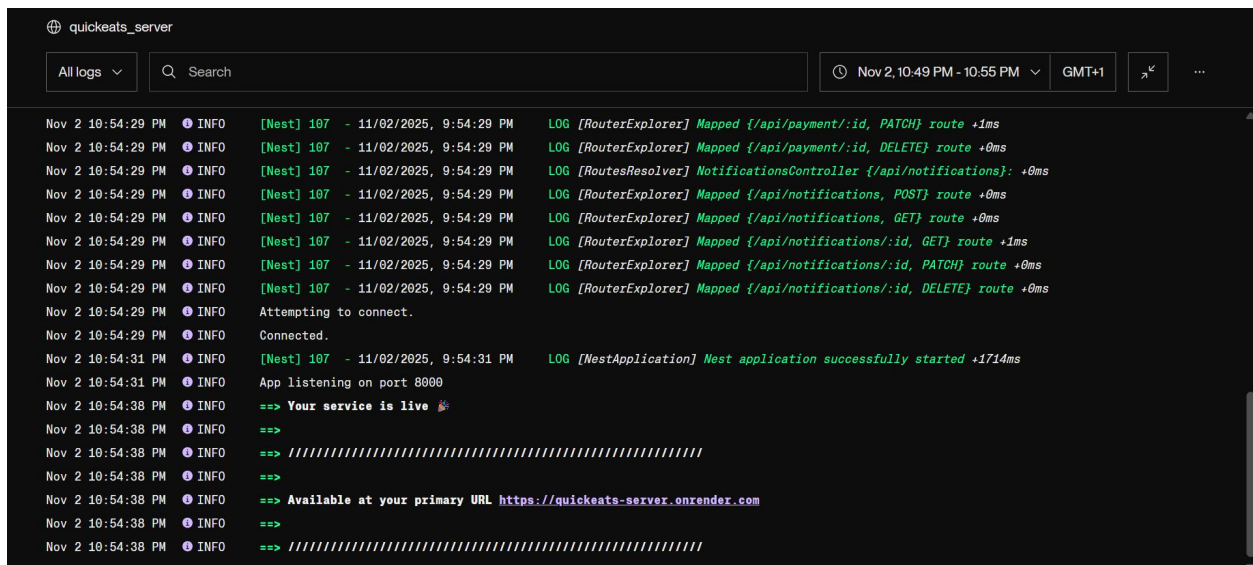 quickeats_server
All logs Search Nov 2, 10:49 PM - 10:55 PM GMT+1 ...
Nov 2 10:54:29 PM INFO [Nest] 107 - 11/02/2025, 9:54:29 PM LOG [RouterExplorer] Mapped {/api/payment/:id, PATCH} route +1ms
Nov 2 10:54:29 PM INFO [Nest] 107 - 11/02/2025, 9:54:29 PM LOG [RouterExplorer] Mapped {/api/payment/:id, DELETE} route +0ms
Nov 2 10:54:29 PM INFO [Nest] 107 - 11/02/2025, 9:54:29 PM LOG [RoutesResolver] NotificationsController {/api/notifications}: +0ms
Nov 2 10:54:29 PM INFO [Nest] 107 - 11/02/2025, 9:54:29 PM LOG [RouterExplorer] Mapped {/api/notifications, POST} route +0ms
Nov 2 10:54:29 PM INFO [Nest] 107 - 11/02/2025, 9:54:29 PM LOG [RouterExplorer] Mapped {/api/notifications, GET} route +0ms
Nov 2 10:54:29 PM INFO [Nest] 107 - 11/02/2025, 9:54:29 PM LOG [RouterExplorer] Mapped {/api/notifications/:id, GET} route +1ms
Nov 2 10:54:29 PM INFO [Nest] 107 - 11/02/2025, 9:54:29 PM LOG [RouterExplorer] Mapped {/api/notifications/:id, PATCH} route +0ms
Nov 2 10:54:29 PM INFO [Nest] 107 - 11/02/2025, 9:54:29 PM LOG [RouterExplorer] Mapped {/api/notifications/:id, DELETE} route +0ms
Nov 2 10:54:29 PM INFO Attempting to connect.
Nov 2 10:54:29 PM INFO Connected.
Nov 2 10:54:31 PM INFO [Nest] 107 - 11/02/2025, 9:54:31 PM LOG [NestApplication] Nest application successfully started +1714ms
Nov 2 10:54:31 PM INFO App listening on port 8000
Nov 2 10:54:38 PM INFO ==> Your service is live 🎉
Nov 2 10:54:38 PM INFO ==>
Nov 2 10:54:38 PM INFO ==> ///////////////////////////////////////////////////////////
Nov 2 10:54:38 PM INFO ==>
Nov 2 10:54:38 PM INFO ==> Available at your primary URL https://quickeats-server.onrender.com
Nov 2 10:54:38 PM INFO ==>
Nov 2 10:54:38 PM INFO ==> ///////////////////////////////////////////////////////////